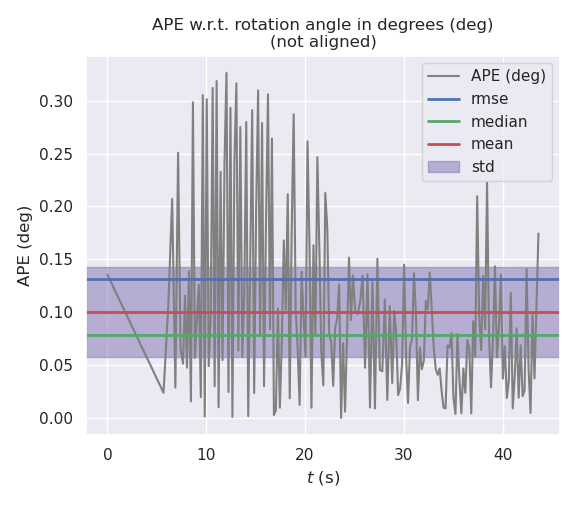 APE w.r.t. rotation angle in degrees (deg)
(not aligned)
APE (deg)
rmse
median
mean
std
APE (deg)
0.30
0.25
0.20
0.15
0.10
0.05
0.00
0 10 20 30 40
t (s)